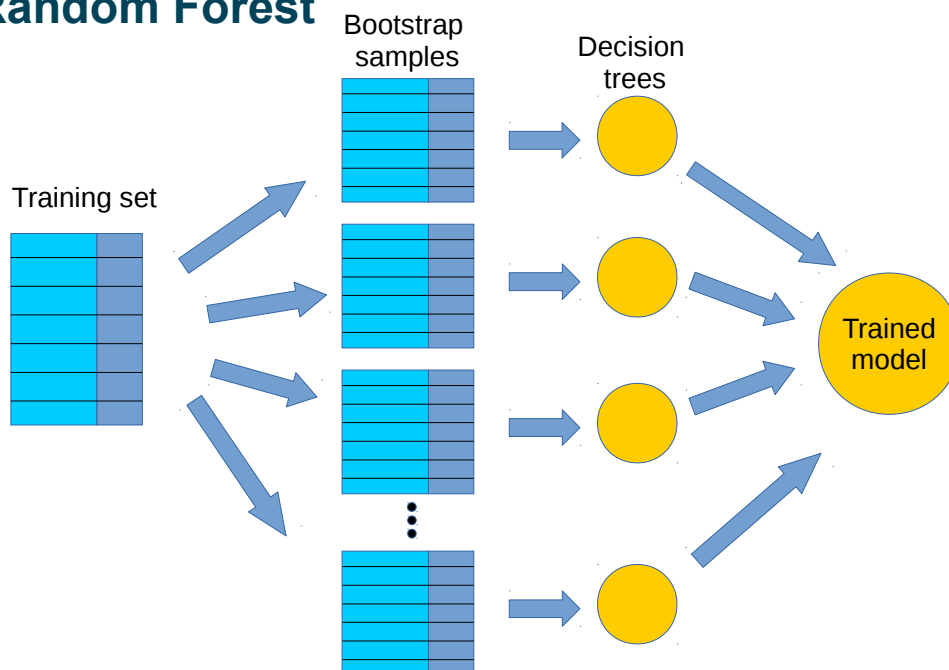 Random Forest
Bootstrap
samples
Decision
trees
Training set
Trained
model